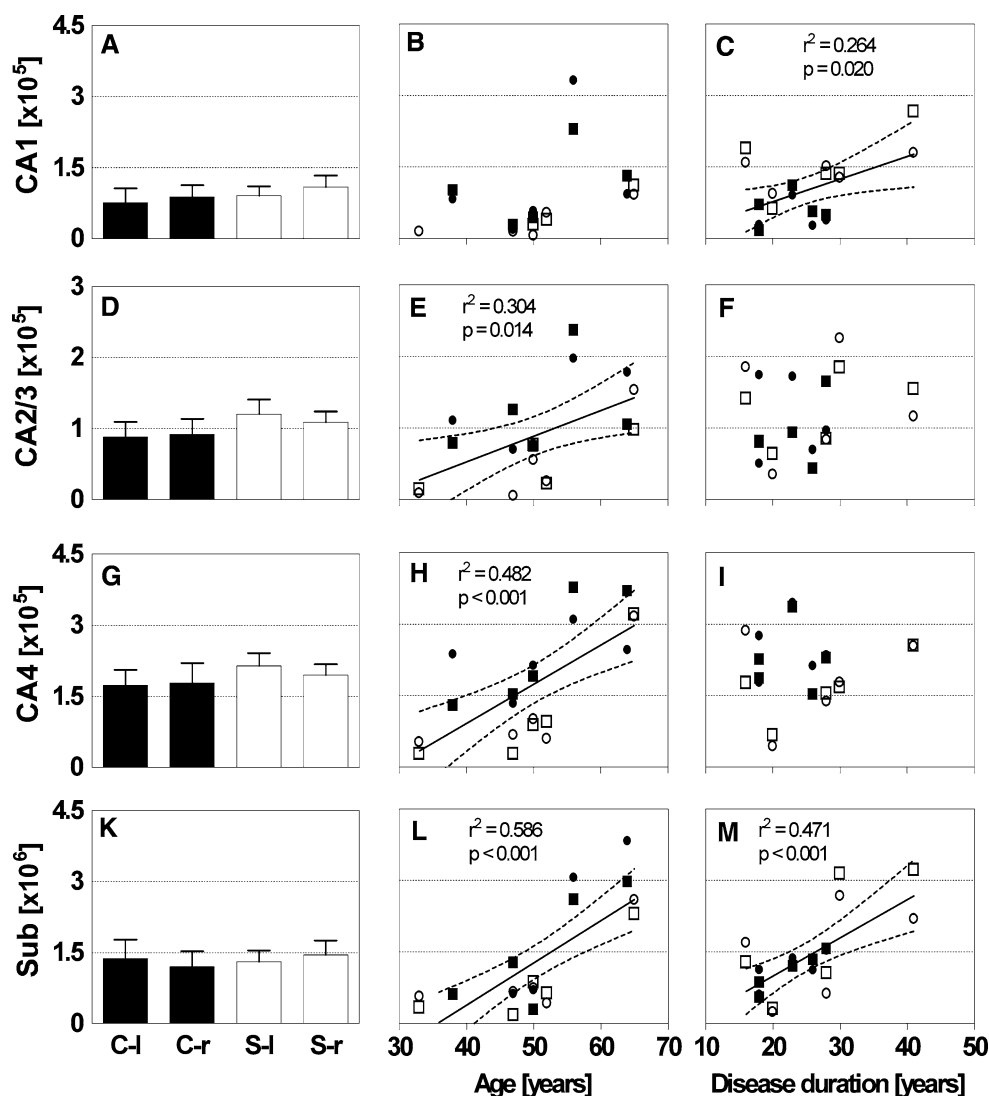 CA1 [x10⁵]
4.5
3
1.5
0
A
B
C
r² = 0.264
p = 0.020
CA2/3 [x10⁵]
3
2
1
0
D
E
r² = 0.304
p = 0.014
F
CA4 [x10⁵]
4.5
3
1.5
0
G
H
r² = 0.482
p < 0.001
I
Sub [x10⁶]
4.5
3
1.5
0
K
L
r² = 0.586
p < 0.001
M
r² = 0.471
p < 0.001
C-l C-r S-l S-r
30 40 50 60 70
10 20 30 40 50
Age [years]
Disease duration [years]